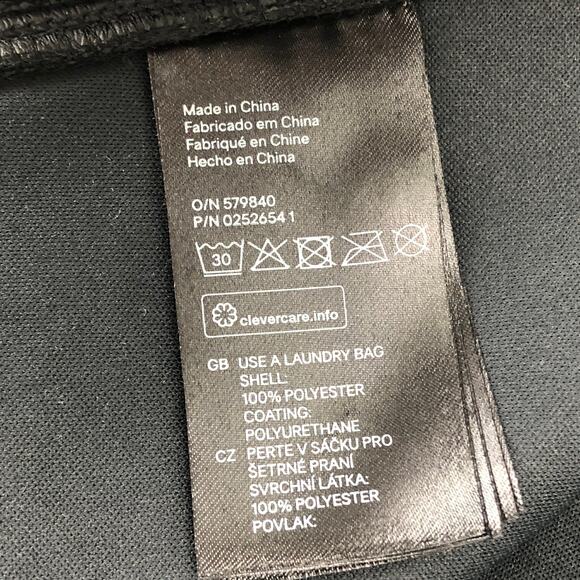 Made in China
Fabricado em China
Fabriqué en Chine
Hecho en China
O/N 579840
P/N 0252654 1
30
clevercare.info
GB USE A LAUNDRY BAG
SHELL:
100% POLYESTER
COATING:
POLYURETHANE
CZ PERTE V SÁČKU PRO
ŠETRNÉ PRANÍ
SVRCHNÍ LÁTKA:
100% POLYESTER
POVLAK: